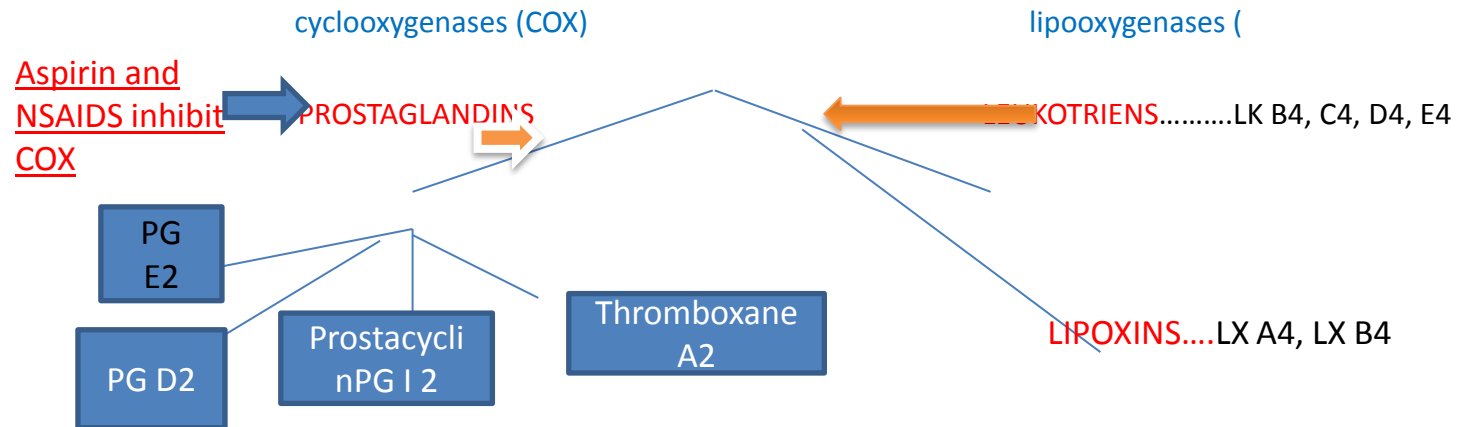 cyclooxygenases (COX)
lipooxygenases (
Aspirin and
NSAIDS inhibit
COX
PROSTAGLANDINS
LEUKOTRIENS..........LK B4, C4, D4, E4
PG
E2
PG D2
Prostacycli
nPG I 2
Thromboxane
A2
LIPOXINS....LX A4, LX B4